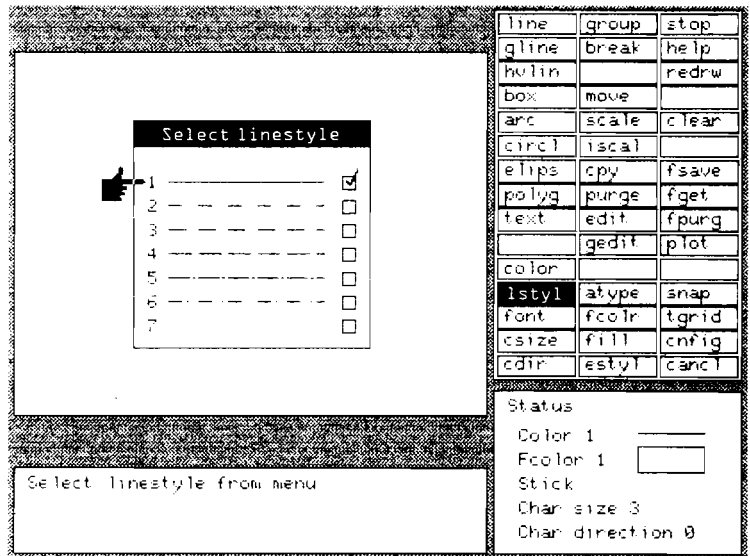 Select linestyle
1
2
3
4
5
6
7
Select linestyle from menu
line group stop
gline break help
hvlin redrw
box move
arc scale clear
circl iscal
elips cpy fsave
polyg purge fget
text edit fpurg
gedit plot
color
lstyl atype snap
font fcolr tgrid
csize fill cnfig
cdir estyl cancl
Status
Color 1
Fcolor 1
Stick
Char size 3
Char direction 0